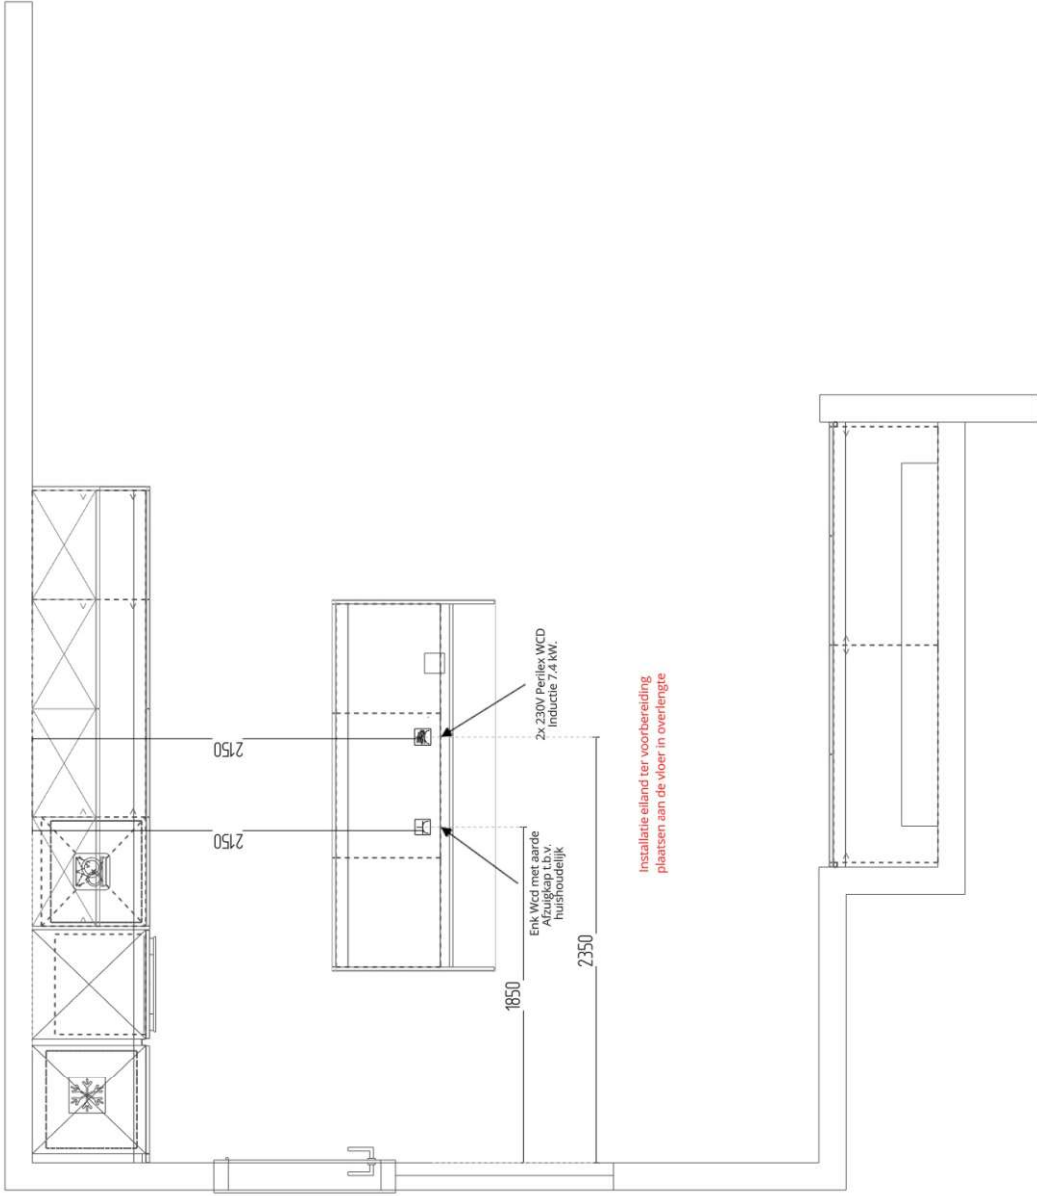 2150
2150
2x 230V Perilex WCD
Inductie 7.4 kW.
Enk Wcd met aarde
Afzuigkap t.b.v.
huishoudelijk
1850
2350
Installatie eiland ter voorbereiding
plaatsen aan de vloer in overlengte